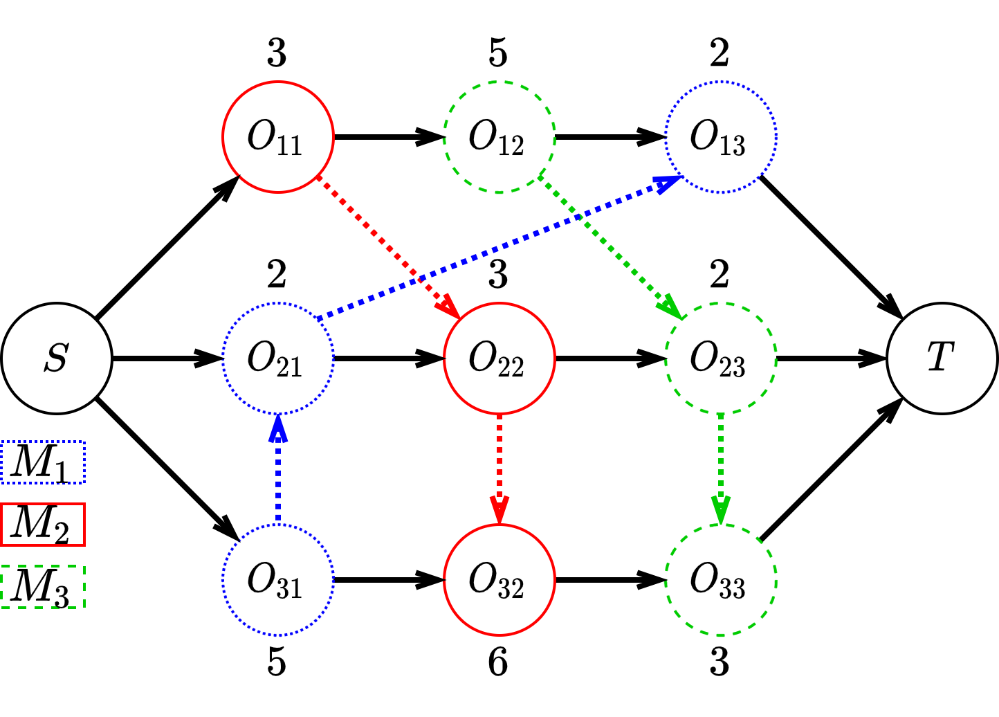 3 5 2
O₁₁ O₁₂ O₁₃
2 3 2
S O₂₁ O₂₂ O₂₃ T
M₁
M₂
M₃
O₃₁ O₃₂ O₃₃
5 6 3